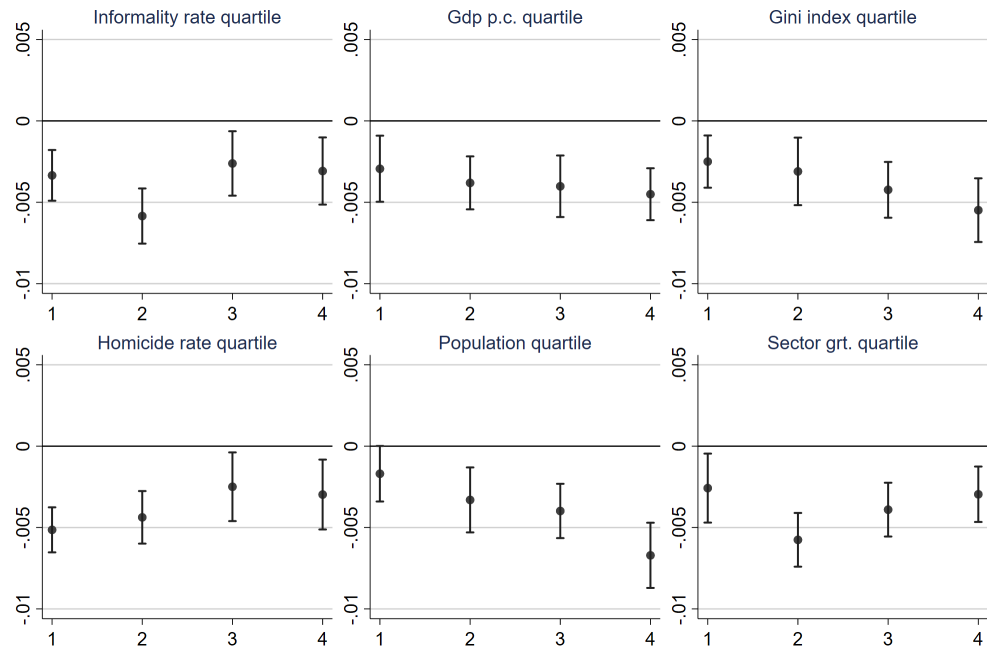 Informality rate quartile
.005
0
-.005
-.01
1 2 3 4
Gdp p.c. quartile
.005
0
-.005
-.01
1 2 3 4
Gini index quartile
.005
0
-.005
-.01
1 2 3 4
Homicide rate quartile
.005
0
-.005
-.01
1 2 3 4
Population quartile
.005
0
-.005
-.01
1 2 3 4
Sector grt. quartile
.005
0
-.005
-.01
1 2 3 4